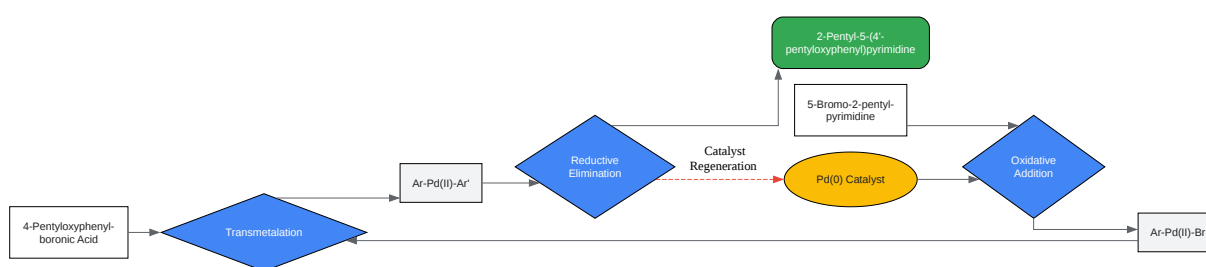 2-Pentyl-5-(4'-
pentyloxyphenyl)pyrimidine
5-Bromo-2-pentyl-
pyrimidine
Catalyst
Regeneration
Reductive
Elimination
Oxidative
Addition
Ar-Pd(II)-Ar'
Pd(0) Catalyst
4-Pentyloxyphenyl-
boronic Acid
Transmetalation
Ar-Pd(II)-Br